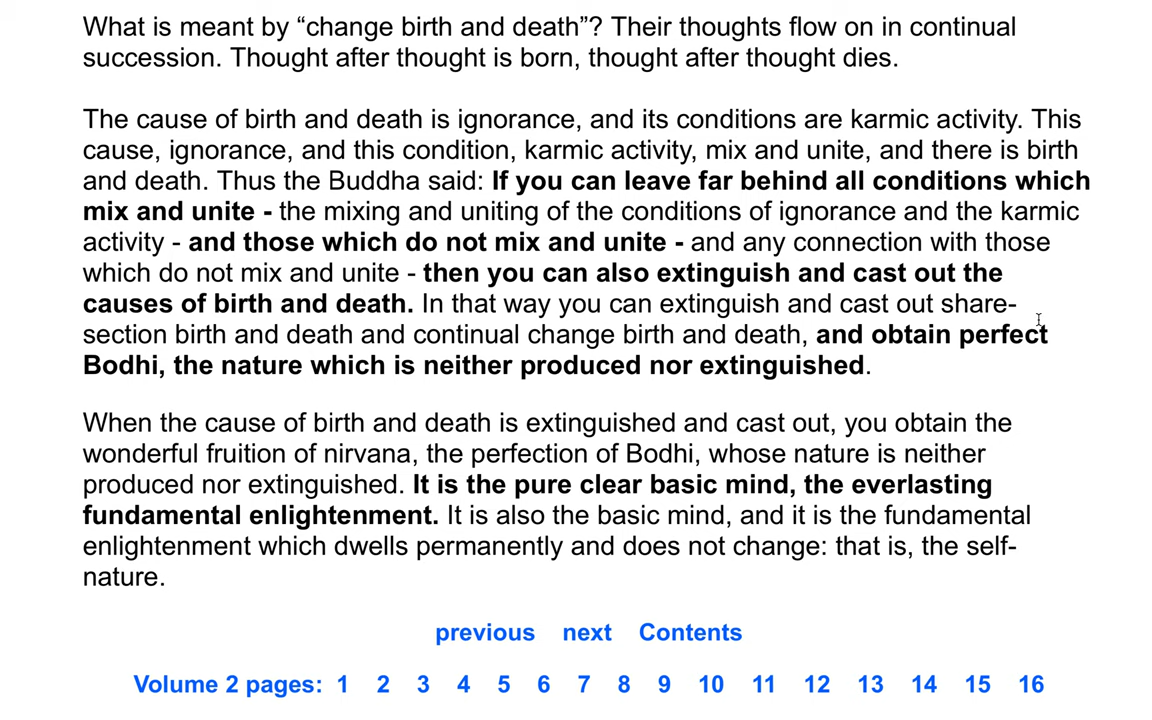 What is meant by “change birth and death”? Their thoughts flow on in continual
succession. Thought after thought is born, thought after thought dies.
The cause of birth and death is ignorance, and its conditions are karmic activity. This
cause, ignorance, and this condition, karmic activity, mix and unite, and there is birth
and death. Thus the Buddha said: If you can leave far behind all conditions which
mix and unite - the mixing and uniting of the conditions of ignorance and the karmic
activity - and those which do not mix and unite - and any connection with those
which do not mix and unite - then you can also extinguish and cast out the
causes of birth and death. In that way you can extinguish and cast out share-
section birth and death and continual change birth and death, and obtain perfect
Bodhi, the nature which is neither produced nor extinguished.
When the cause of birth and death is extinguished and cast out, you obtain the
wonderful fruition of nirvana, the perfection of Bodhi, whose nature is neither
produced nor extinguished. It is the pure clear basic mind, the everlasting
fundamental enlightenment. It is also the basic mind, and it is the fundamental
enlightenment which dwells permanently and does not change: that is, the self-
nature.
previous next Contents
Volume 2 pages: 1 2 3 4 5 6 7 8 9 10 11 12 13 14 15 16